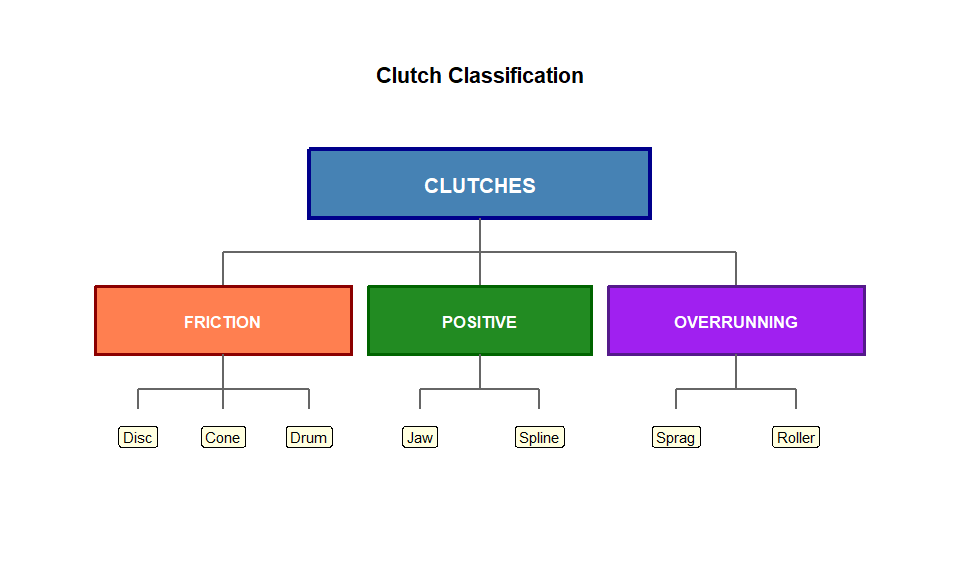 Clutch Classification
CLUTCHES
FRICTION
POSITIVE
OVERRUNNING
Disc
Cone
Drum
Jaw
Spline
Sprag
Roller